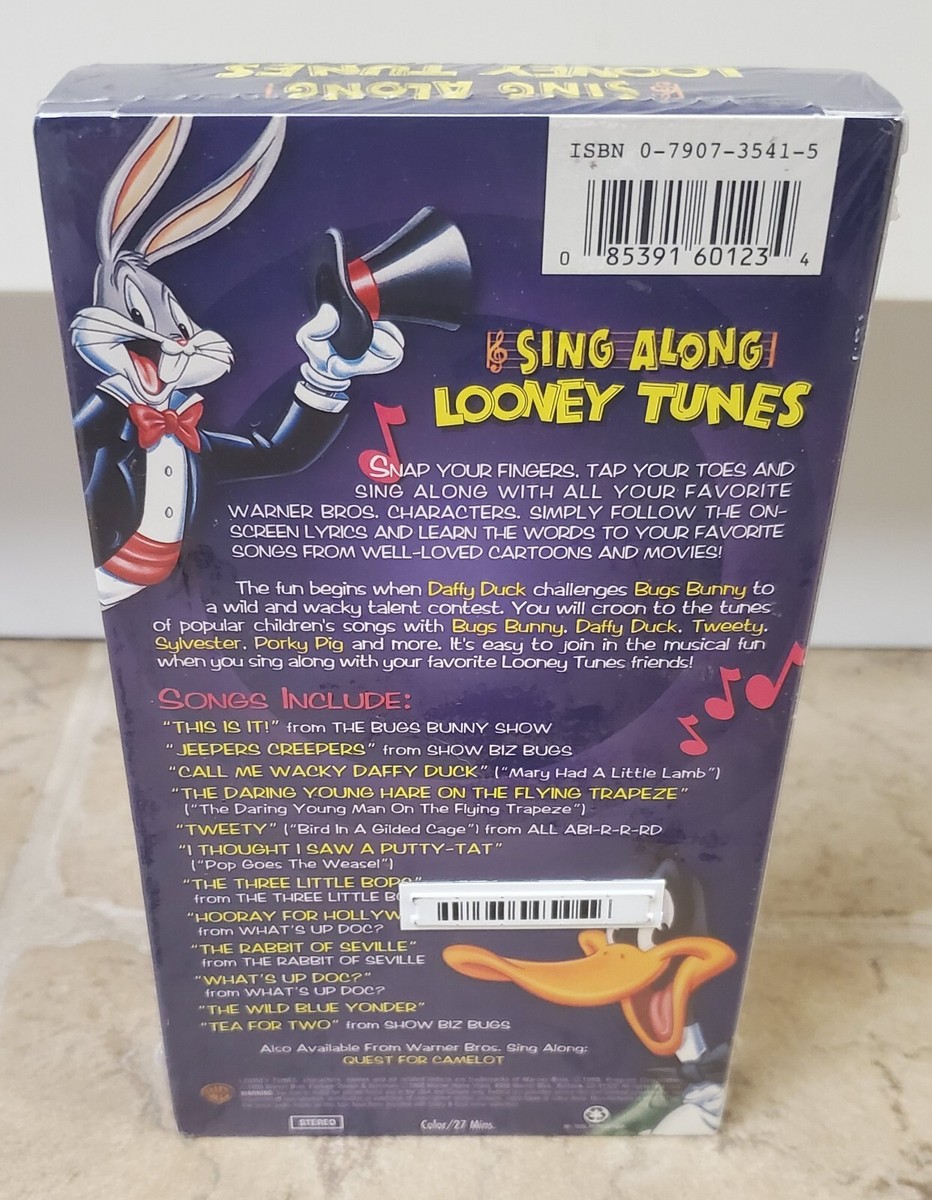 LOONEY TUNES
SING ALONG
ISBN 0-7907-3541-5
0 85391 60123 4
SING ALONG
LOONEY TUNES
SNAP YOUR FINGERS, TAP YOUR TOES AND
SING ALONG WITH ALL YOUR FAVORITE
WARNER BROS. CHARACTERS. SIMPLY FOLLOW THE ON-
SCREEN LYRICS AND LEARN THE WORDS TO YOUR FAVORITE
SONGS FROM WELL-LOVED CARTOONS AND MOVIES!
The fun begins when Daffy Duck challenges Bugs Bunny to
a wild and wacky talent contest. You will croon to the tunes
of popular children's songs with Bugs Bunny, Daffy Duck, Tweety,
Sylvester, Porky Pig and more. It's easy to join in the musical fun
when you sing along with your favorite Looney Tunes friends!
SONGS INCLUDE:
"THIS IS IT!" from THE BUGS BUNNY SHOW
"JEEPERS CREEPERS" from SHOW BIZ BUGS
"CALL ME WACKY DAFFY DUCK" ("Mary Had A Little Lamb")
"THE DARING YOUNG HARE ON THE FLYING TRAPEZE"
("The Daring Young Man On The Flying Trapeze")
"TWEETY" ("Bird In A Gilded Cage") from ALL ABI-R-R-RD
"I THOUGHT I SAW A PUTTY-TAT"
("Pop Goes The Weasel")
"THE THREE LITTLE BOPS"
from THE THREE LITTLE BO
"HOORAY FOR HOLLYW
from WHAT'S UP DOC?
"THE RABBIT OF SEVILLE"
from THE RABBIT OF SEVILLE
"WHAT'S UP DOC?"
from WHAT'S UP DOC?
"THE WILD BLUE YONDER"
"TEA FOR TWO" from SHOW BIZ BUGS
Also Available From Warner Bros. Sing Along:
QUEST FOR CAMELOT
WARNING
STEREO
Color/27 Mins.